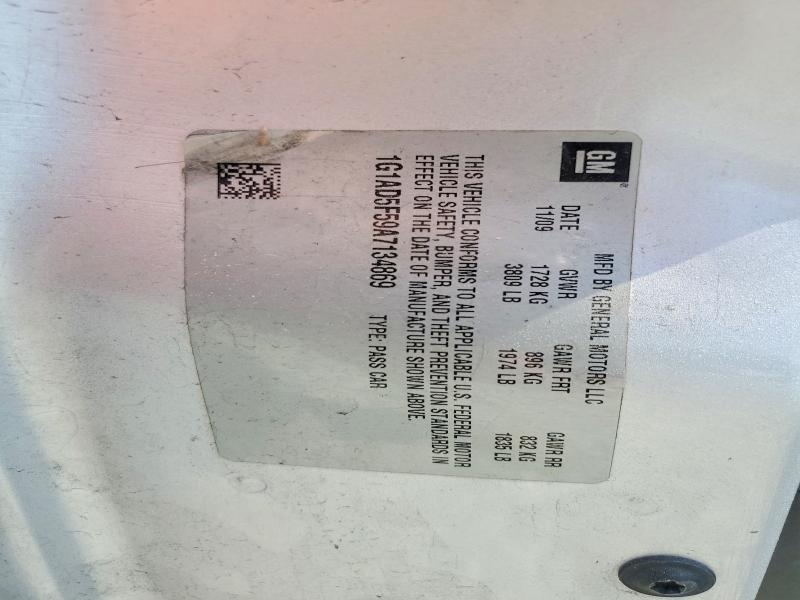 GM
MFD BY GENERAL MOTORS LLC
DATE GVWR GAWR FRT GAWR RR
11/09 1728 KG 896 KG 832 KG
3809 LB 1974 LB 1835 LB
THIS VEHICLE CONFORMS TO ALL APPLICABLE U.S. FEDERAL MOTOR
VEHICLE SAFETY, BUMPER, AND THEFT PREVENTION STANDARDS IN
EFFECT ON THE DATE OF MANUFACTURE SHOWN ABOVE.
1G1AD5F59A7134869 TYPE: PASS CAR